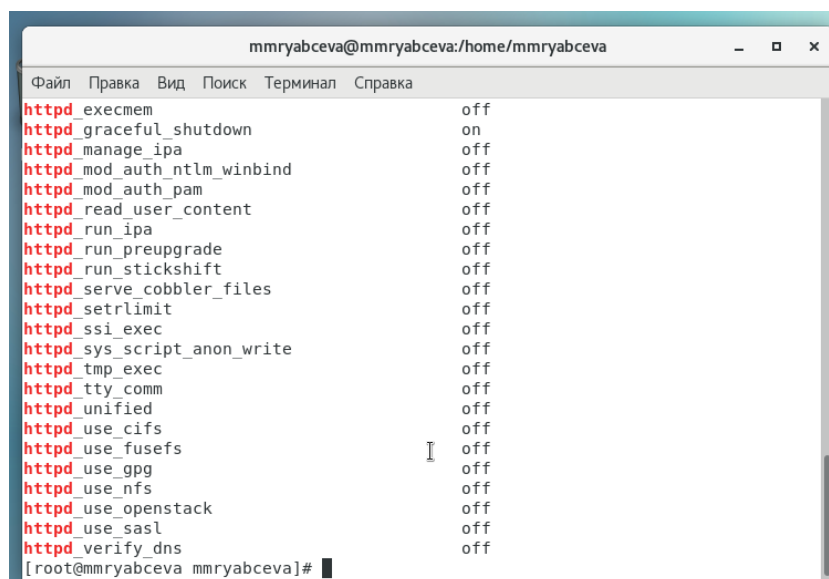 mmryabceva@mmryabceva:/home/mmryabceva
Файл Правка Вид Поиск Терминал Справка
httpd_execmem off
httpd_graceful_shutdown on
httpd_manage_ipa off
httpd_mod_auth_ntlm_winbind off
httpd_mod_auth_pam off
httpd_read_user_content off
httpd_run_ipa off
httpd_run_preupgrade off
httpd_run_stickshift off
httpd_serve_cobbler_files off
httpd_setrlimit off
httpd_ssi_exec off
httpd_sys_script_anon_write off
httpd_tmp_exec off
httpd_tty_comm off
httpd_unified off
httpd_use_cifs off
httpd_use_fusefs off
httpd_use_gpg off
httpd_use_nfs off
httpd_use_openstack off
httpd_use_sasl off
httpd_verify_dns off
[root@mmryabceva mmryabceva]#